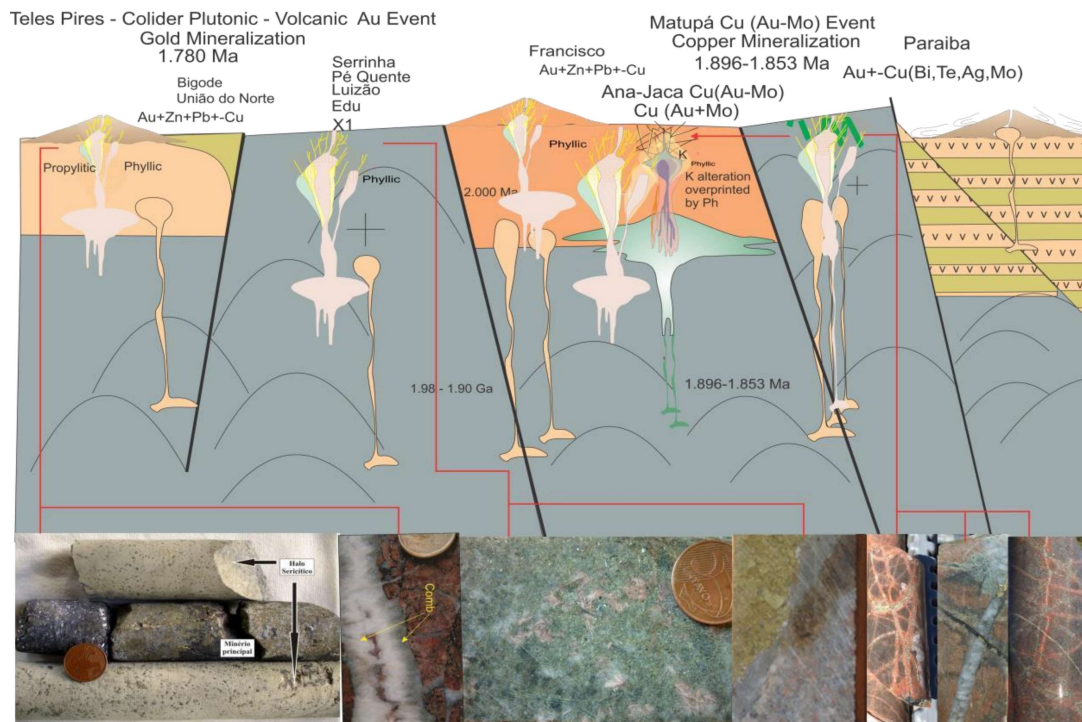 Teles Pires - Colider Plutonic - Volcanic Au Event
Gold Mineralization
1.780 Ma
Bigode
União do Norte
Au+Zn+Pb+-Cu
Serrinha
Pé Quente
Luizão
Edu
X1
Francisco
Au+Zn+Pb+-Cu
Matupá Cu (Au-Mo) Event
Copper Mineralization
1.896-1.853 Ma
Ana-Jaca Cu(Au-Mo)
Cu (Au+Mo)
Paraiba
Au+-Cu(Bi,Te,Ag,Mo)
Propylitic
Phyllic
Phyllic
2.000 Ma
Phyllic
K
Phyllic
K alteration
overprinted
by Ph
1.98 - 1.90 Ga
1.896-1.853 Ma
V V V V V V V
V V V V V V
V V V V V
V V V V
Halo
Sericítico
Minério
principal
Comb